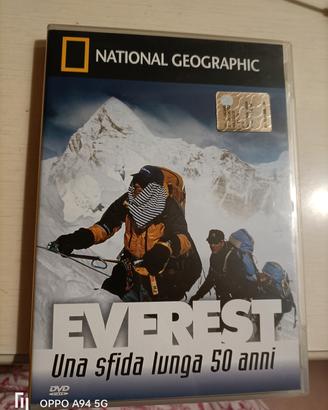 NATIONAL GEOGRAPHIC
EVEREST
Una sfida lunga 50 anni
DVD
OPPO A94 5G